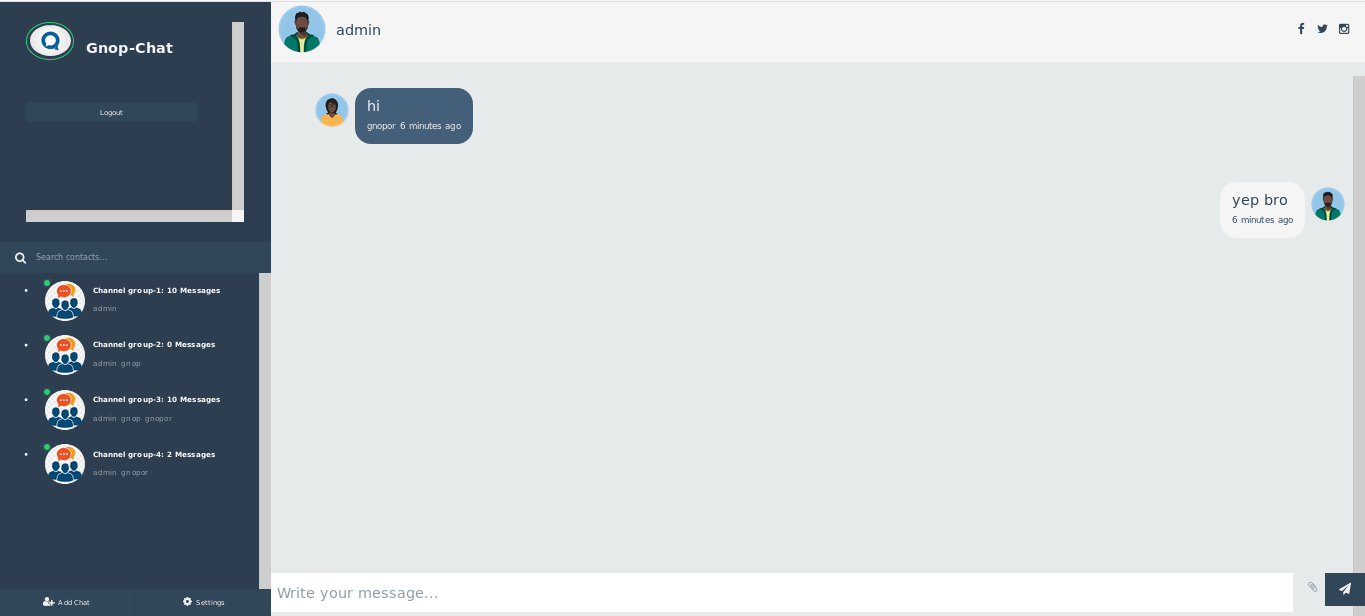 Gnop-Chat
Logout
Search contacts...
Channel group-1: 10 Messages
admin
Channel group-2: 0 Messages
admin gnop
Channel group-3: 10 Messages
admin gnop gnopor
Channel group-4: 2 Messages
admin gnopor
Add Chat
Settings
admin
hi
gnopor 6 minutes ago
yep bro
6 minutes ago
Write your message...